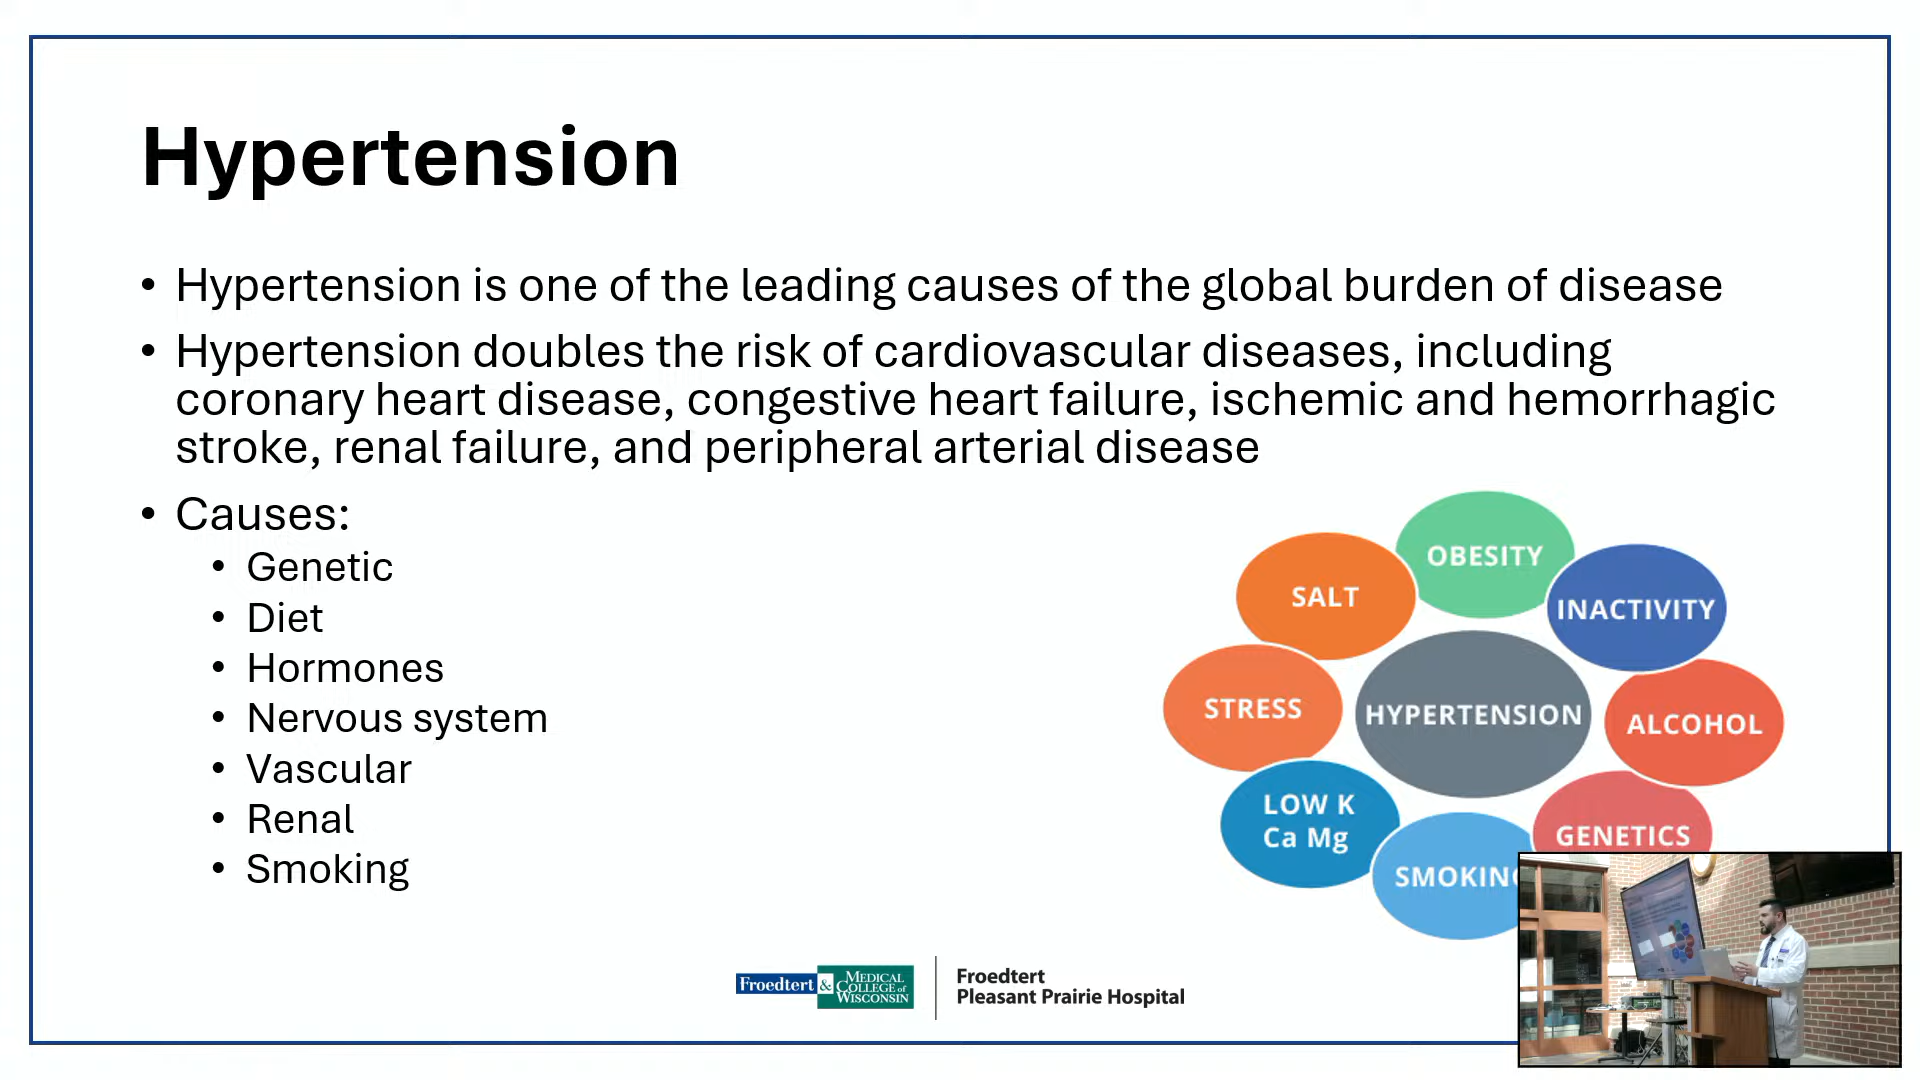 Hypertension
• Hypertension is one of the leading causes of the global burden of disease
• Hypertension doubles the risk of cardiovascular diseases, including
coronary heart disease, congestive heart failure, ischemic and hemorrhagic
stroke, renal failure, and peripheral arterial disease
• Causes:
• Genetic
• Diet
• Hormones
• Nervous system
• Vascular
• Renal
• Smoking
OBESITY
SALT
INACTIVITY
STRESS
HYPERTENSION
ALCOHOL
LOW K
Ca Mg
GENETICS
SMOKING
Froedtert &
MEDICAL
COLLEGE of
WISCONSIN
Froedtert
Pleasant Prairie Hospital